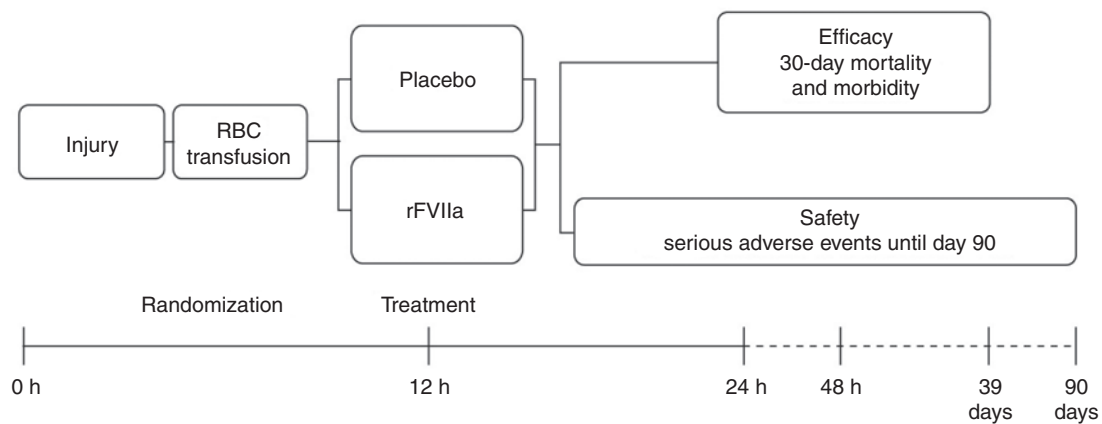 Injury
RBC
transfusion
Placebo
rFVIIa
Efficacy
30-day mortality
and morbidity
Safety
serious adverse events until day 90
Randomization
Treatment
0 h
12 h
24 h
48 h
39
days
90
days